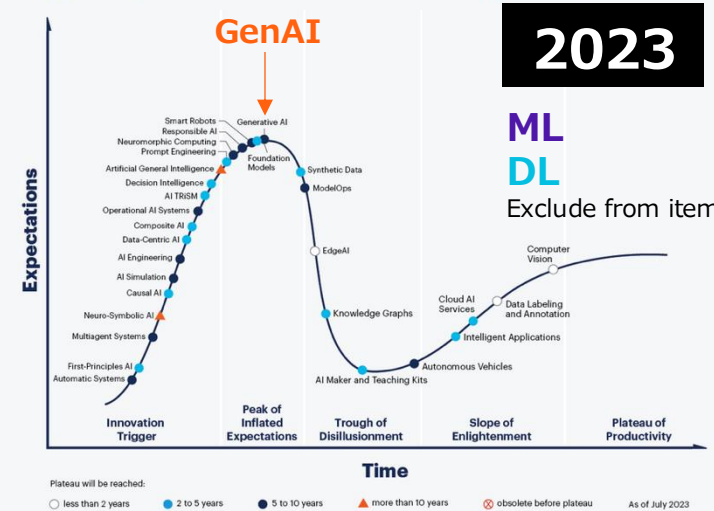 GenAI
2023
ML
DL
Exclude from item
Expectations
Smart Robots
Responsible AI
Neuromorphic Computing
Prompt Engineering
Artificial General Intelligence
Decision Intelligence
AI TRiSM
Operational AI Systems
Composite AI
Data-Centric AI
AI Engineering
AI Simulation
Causal AI
Neuro-Symbolic AI
Multiagent Systems
First-Principles AI
Automatic Systems
Generative AI
Foundation
Models
Synthetic Data
ModelOps
EdgeAI
Knowledge Graphs
AI Maker and Teaching Kits
Autonomous Vehicles
Intelligent Applications
Cloud AI
Services
Data Labeling
and Annotation
Computer
Vision
Innovation
Trigger
Peak of
Inflated
Expectations
Trough of
Disillusionment
Slope of
Enlightenment
Plateau of
Productivity
Time
Plateau will be reached:
less than 2 years
2 to 5 years
5 to 10 years
more than 10 years
obsolete before plateau
As of July 2023